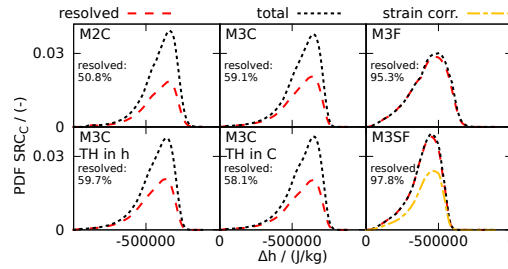 resolved total strain corr.
M2C M3C M3F
resolved: 50.8%
resolved: 59.1%
resolved: 95.3%
0.03
0
M3C TH in h
M3C TH in C
M3SF
resolved: 59.7%
resolved: 58.1%
resolved: 97.8%
0.03
0
PDF SRC_C / (-)
-500000 -500000 0 -500000
Δh / (J/kg)